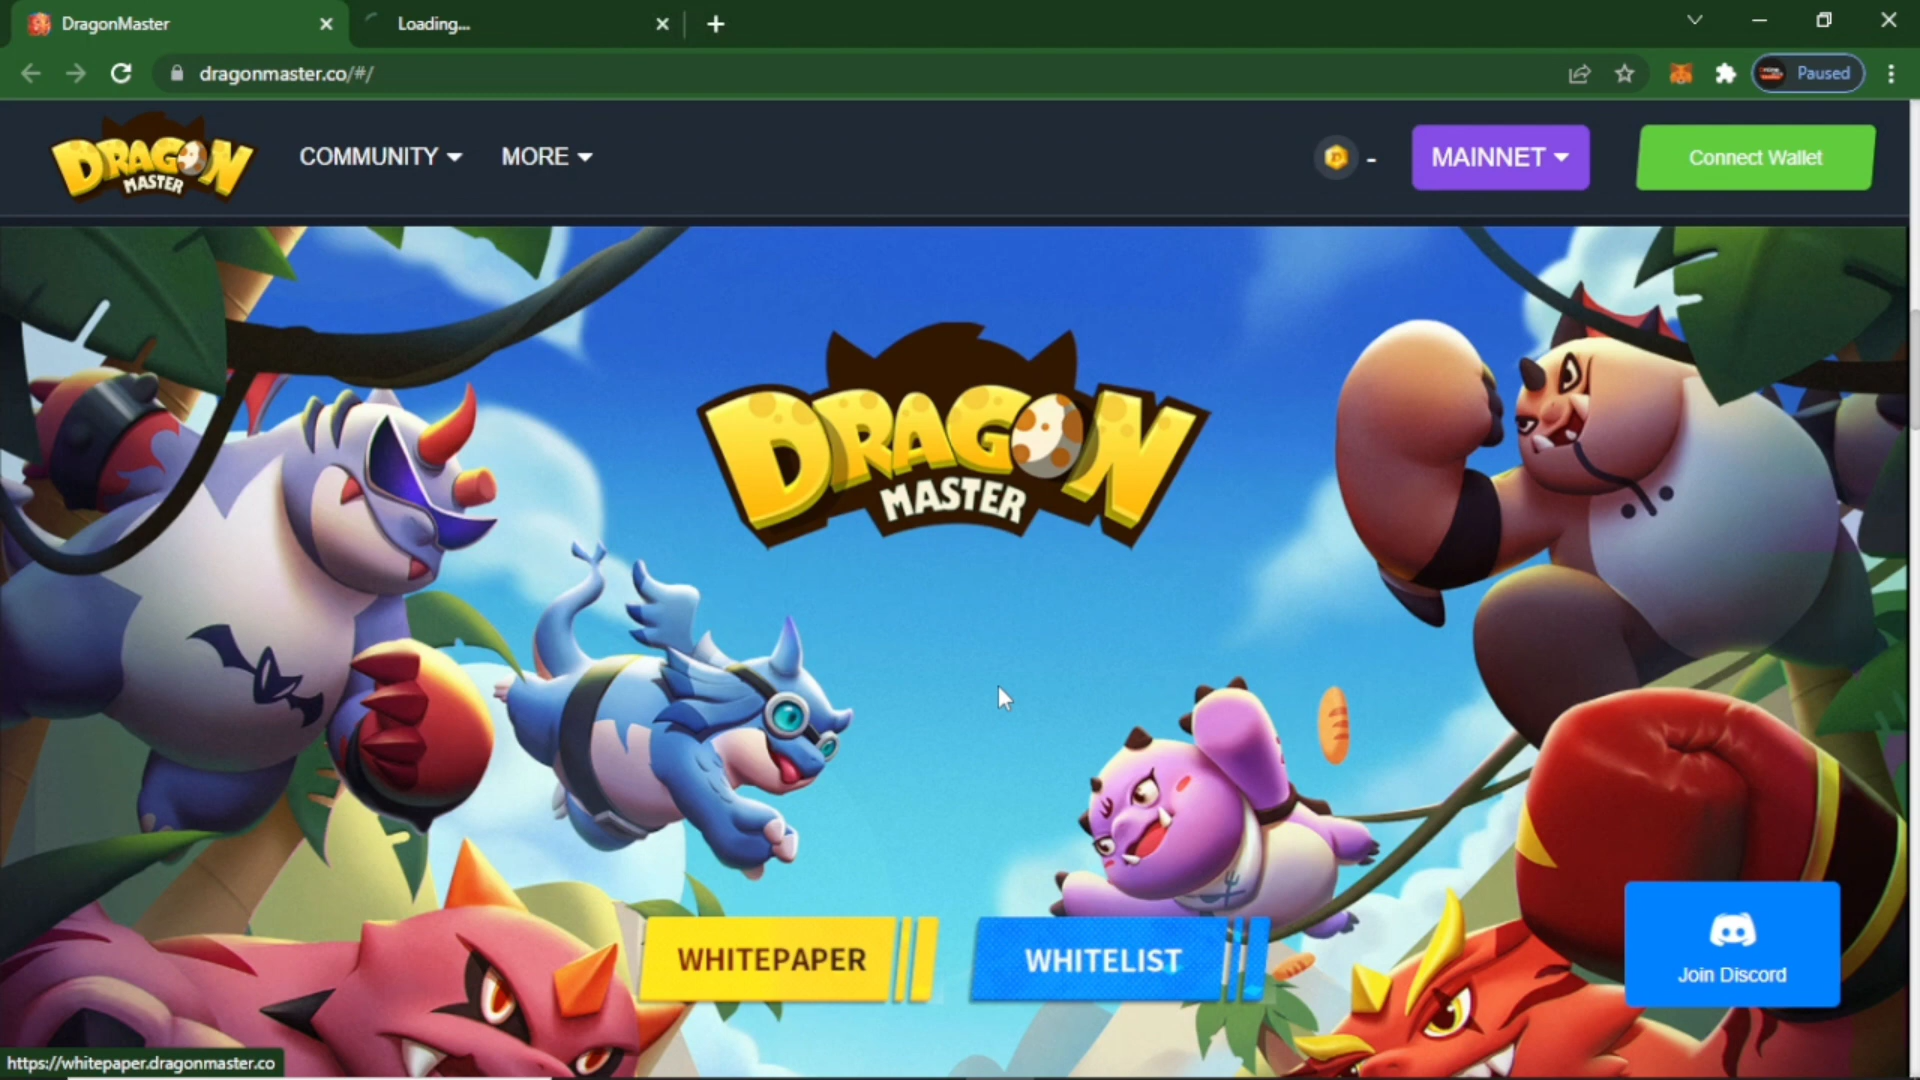 DragonMaster
Loading...
dragonmaster.co/#/
Paused
DRAGON
MASTER
COMMUNITY
MORE
-
MAINNET
Connect Wallet
DRAGON
MASTER
WHITEPAPER
WHITELIST
Join Discord
https://whitepaper.dragonmaster.co